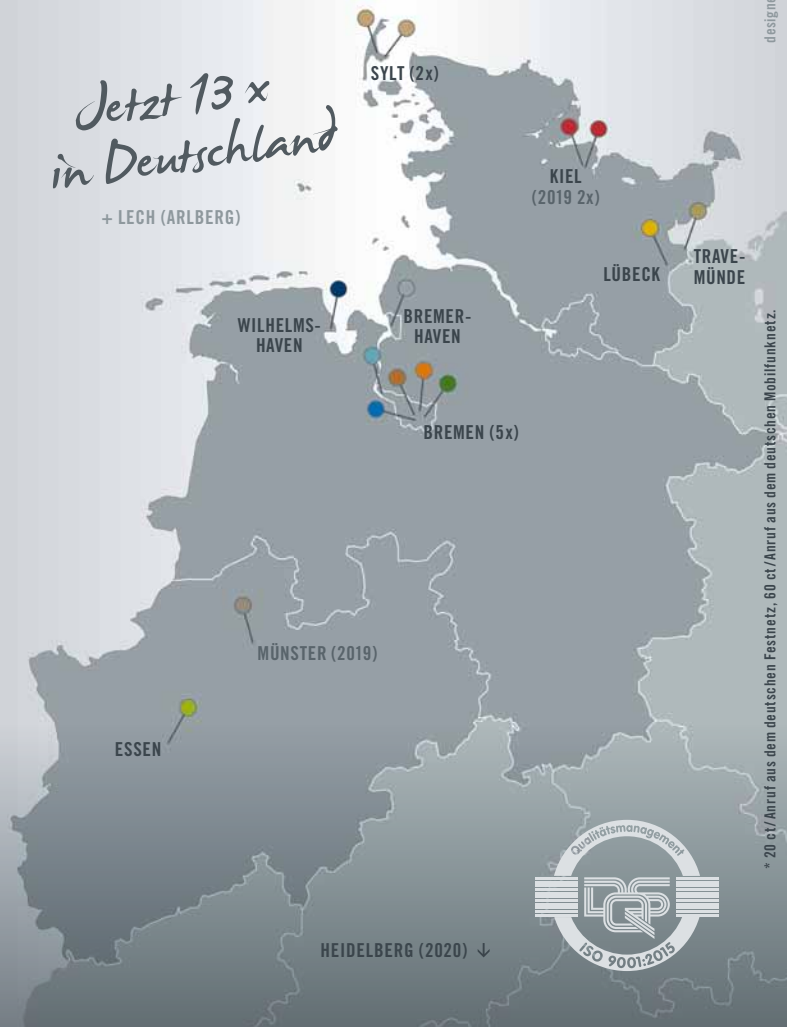 designe
SYLT (2x)
Jetzt 13 x
in Deutschland
+ LECH (ARLBERG)
KIEL
(2019 2x)
TRAVE-
MÜNDE
LÜBECK
WILHELMS-
HAVEN
BREMER-
HAVEN
BREMEN (5x)
MÜNSTER (2019)
ESSEN
HEIDELBERG (2020) ↓
Qualitätsmanagement
DQS
ISO 9001:2015
* 20 ct/Anruf aus dem deutschen Festnetz, 60 ct/Anruf aus dem deutschen Mobilfunknetz.